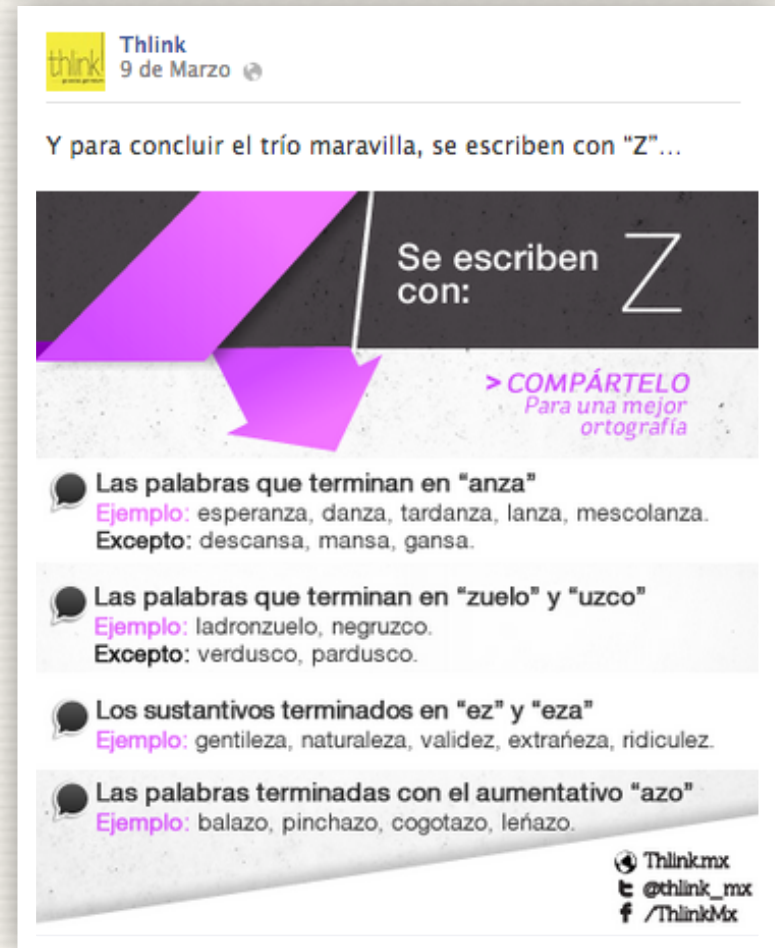 thlink!
Thlink
9 de Marzo
Y para concluir el trío maravilla, se escriben con “Z”...
Se escriben
con:
Z
> COMPÁRTELO
Para una mejor
ortografía
Las palabras que terminan en “anza”
Ejemplo: esperanza, danza, tardanza, lanza, mescolanza.
Excepto: descansa, mansa, gansa.
Las palabras que terminan en “zuelo” y “uzco”
Ejemplo: ladronzuelo, negruzco.
Excepto: verdusco, pardusco.
Los sustantivos terminados en “ez” y “eza”
Ejemplo: gentileza, naturaleza, validez, extrańeza, ridiculez.
Las palabras terminadas con el aumentativo “azo”
Ejemplo: balazo, pinchazo, cogotazo, leńazo.
Thlink.mx
@thlink_mx
/ThlinkMx